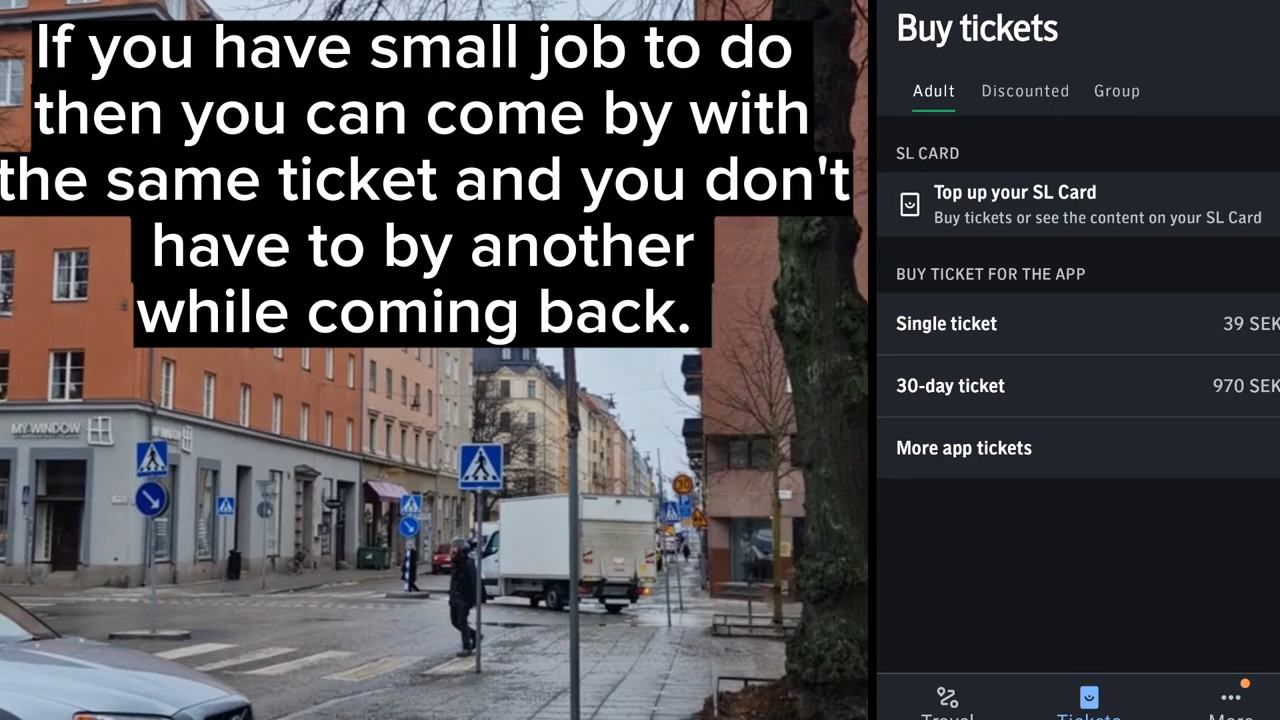 If you have small job to do
then you can come by with
the same ticket and you don't
have to by another
while coming back.
MY WINDOW
Buy tickets
Adult Discounted Group
SL CARD
Top up your SL Card
Buy tickets or see the content on your SL Card
BUY TICKET FOR THE APP
Single ticket 39 SEK
30-day ticket 970 SEK
More app tickets
Travel Tickets More